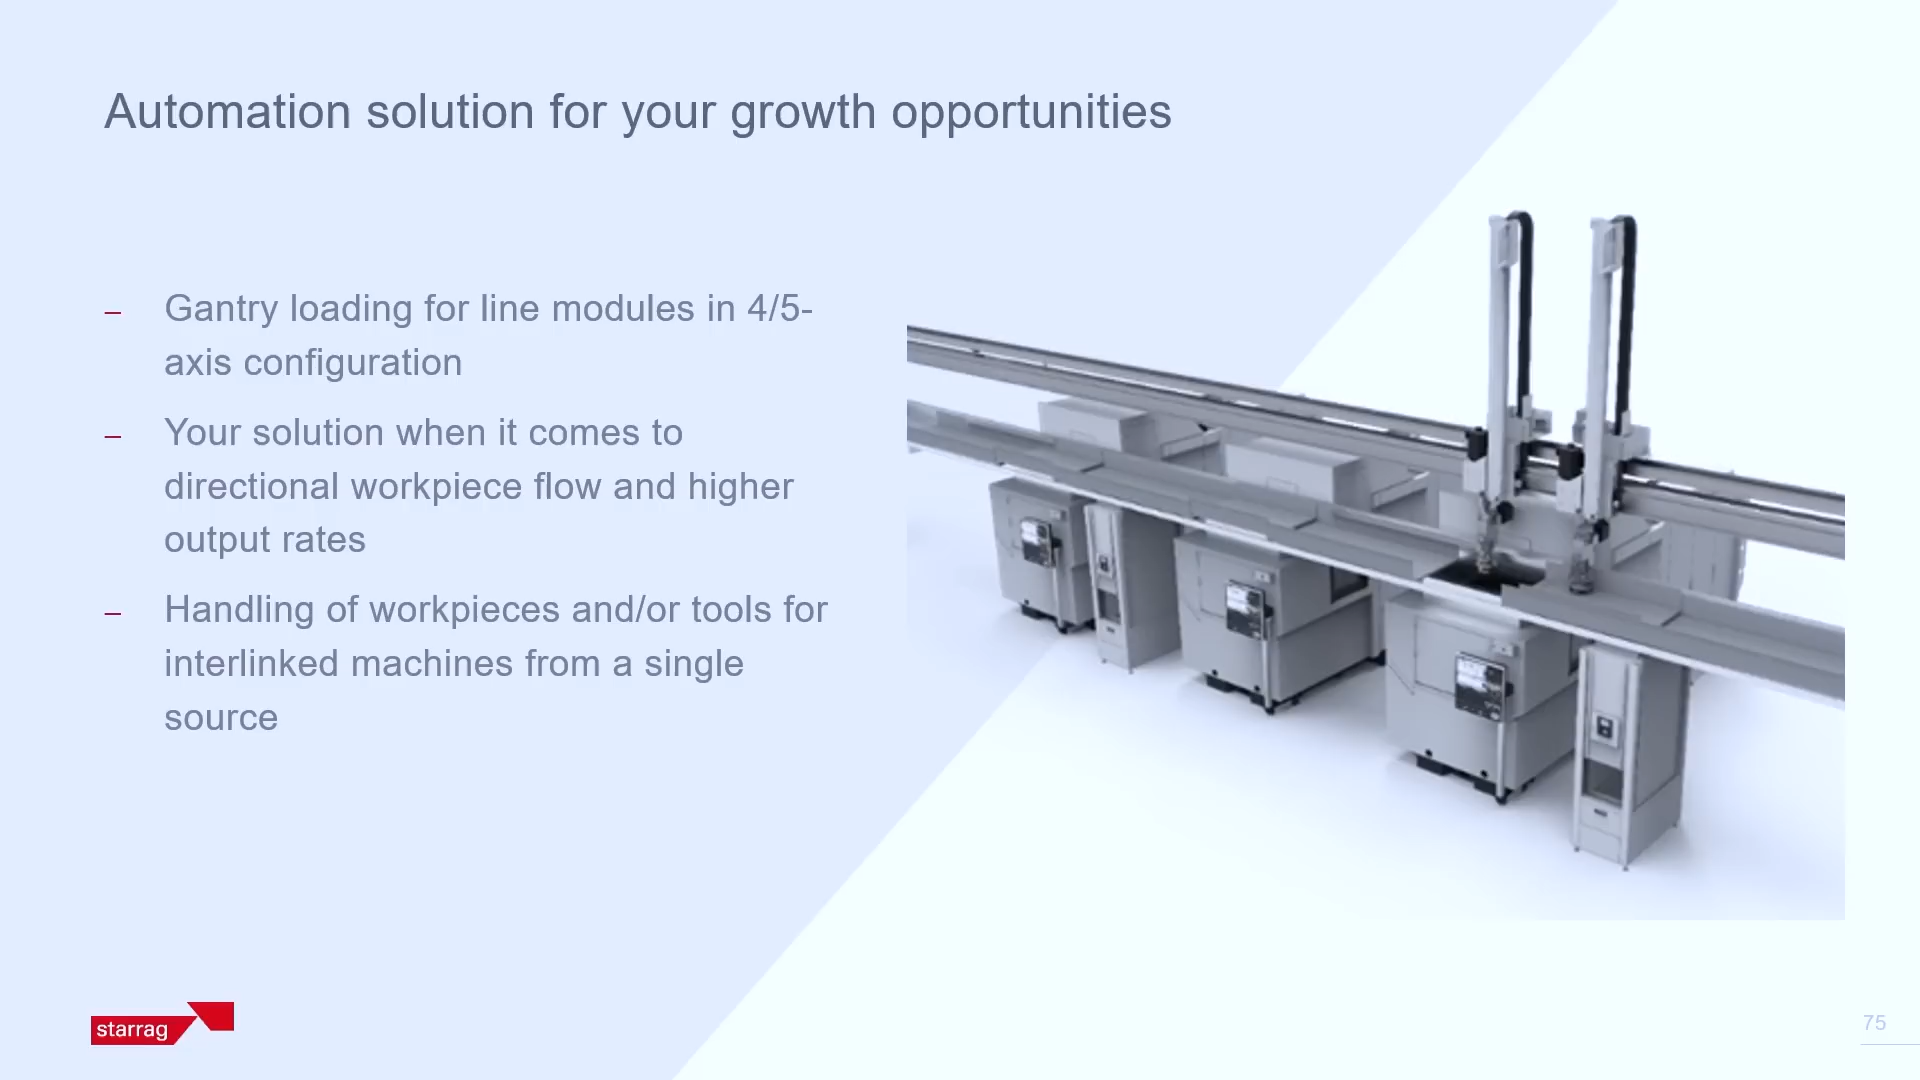 Automation solution for your growth opportunities
– Gantry loading for line modules in 4/5-
axis configuration
– Your solution when it comes to
directional workpiece flow and higher
output rates
– Handling of workpieces and/or tools for
interlinked machines from a single
source
starrag
75